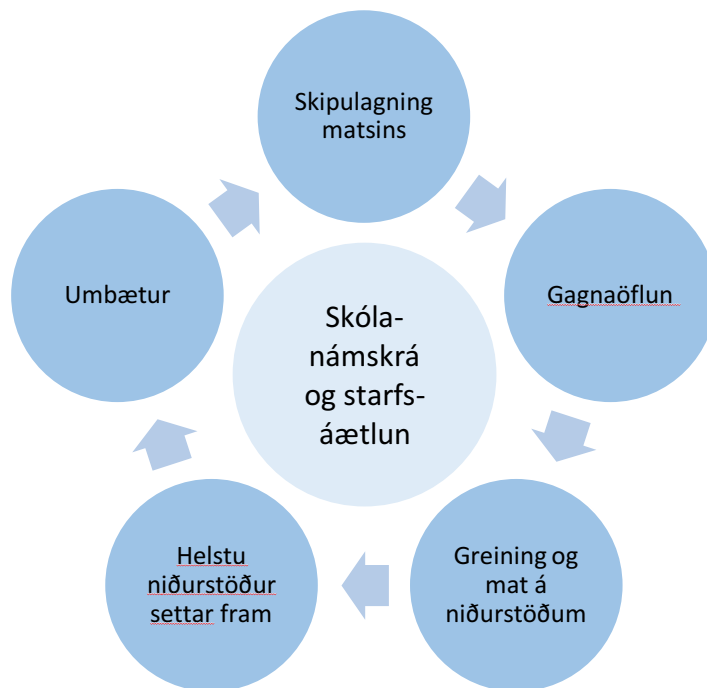 Skipulagning
matsins
Gagnaöflun
Greining og
mat á
niðurstöðum
Helstu
niðurstöður
settar fram
Umbætur
Skóla-
námskrá
og starfs-
áætlun